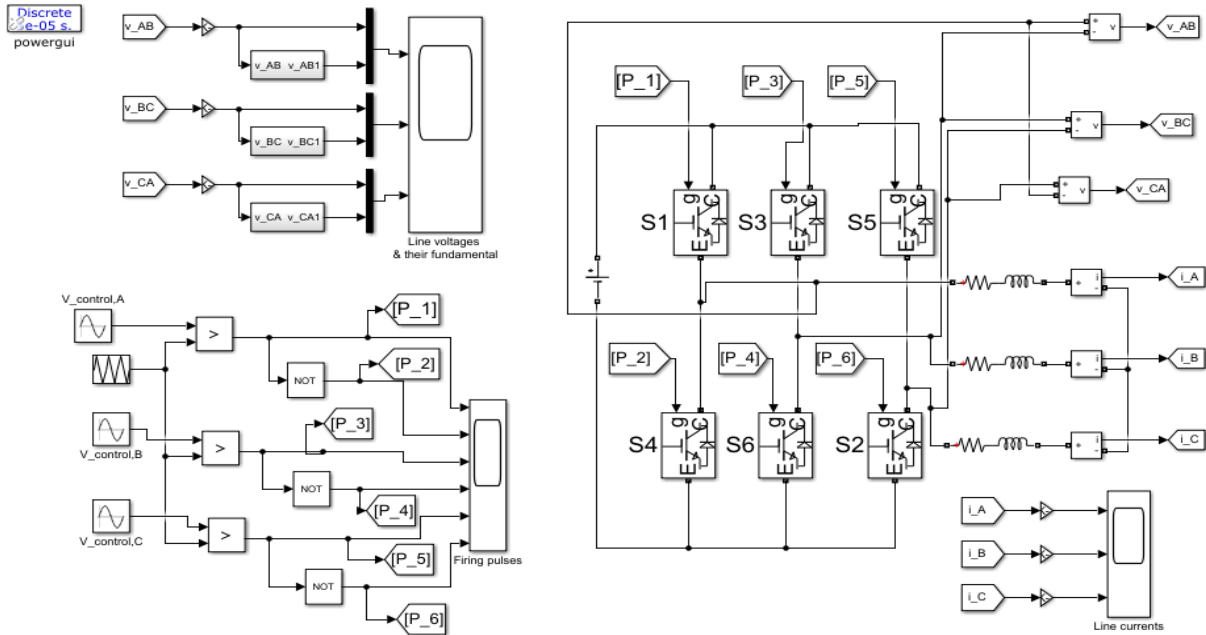 Discrete
e-05 s.
powergui
v_AB
v_AB v_AB1
v_BC
v_BC v_BC1
v_CA
v_CA v_CA1
Line voltages
& their fundamental
V_control,A
>
[P_1]
NOT
[P_2]
V_control,B
>
[P_3]
NOT
[P_4]
V_control,C
>
[P_5]
NOT
[P_6]
Firing pulses
[P_1]
[P_3]
[P_5]
g C
E
S1
g C
E
S3
g C
E
S5
+
[P_2]
[P_4]
[P_6]
g C
E
S4
g C
E
S6
g C
E
S2
+
-
v
v_AB
+
-
v
v_BC
+
-
v
v_CA
+
i
-
i_A
+
i
-
i_B
+
i
-
i_C
i_A
i_B
i_C
Line currents